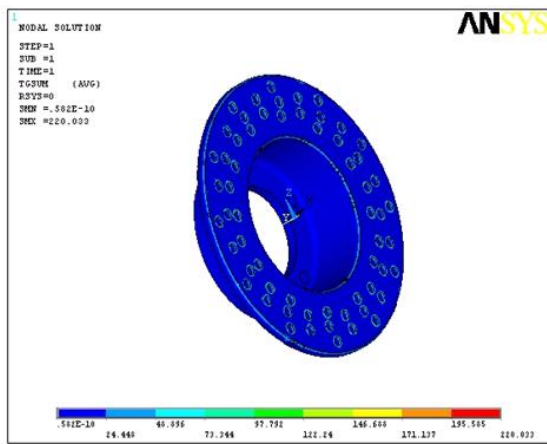 1
NODAL SOLUTION
ANSYS
STEP=1
SUB =1
TIME=1
TGSUM (AVG)
RSYS=0
SMN =.582E-10
SMX =220.033
Z
X
Y
.582E-10 48.896 97.792 146.688 195.585
24.448 73.344 122.24 171.137 220.033